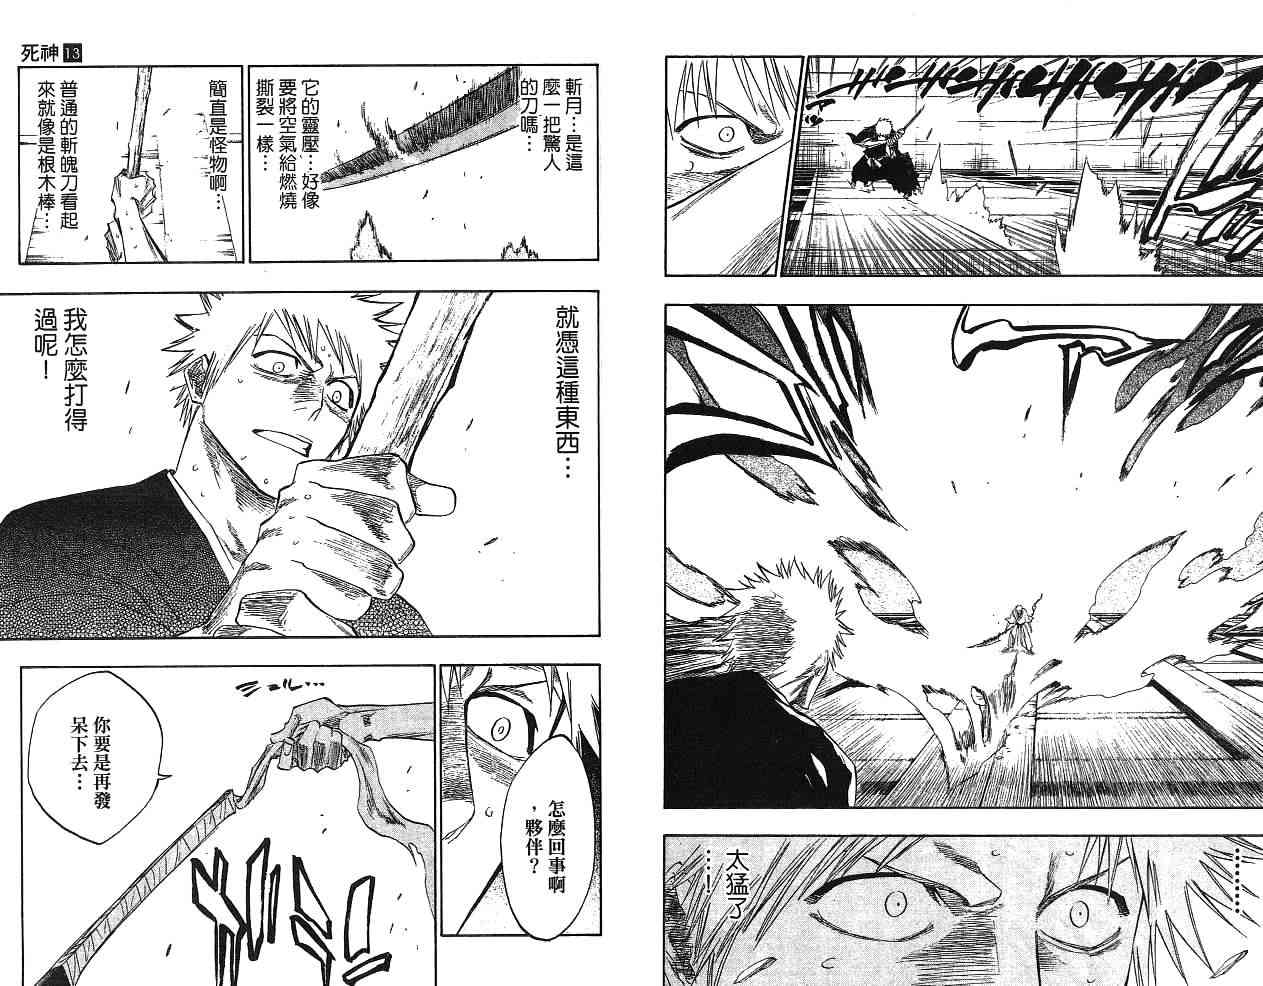 死神 13
………
太猛了
…！
斬月…是這
麼一把驚人
的刀嗎…
它的靈壓…好像
要將空氣給燃燒
撕裂一樣…
簡直是怪物啊…
普通的斬魄刀看起
來就像是根木棒…
就憑這種東西…
我怎麼打得
過呢！
怎麼回事啊
，夥伴？
シュル…
你要是再發
呆下去…